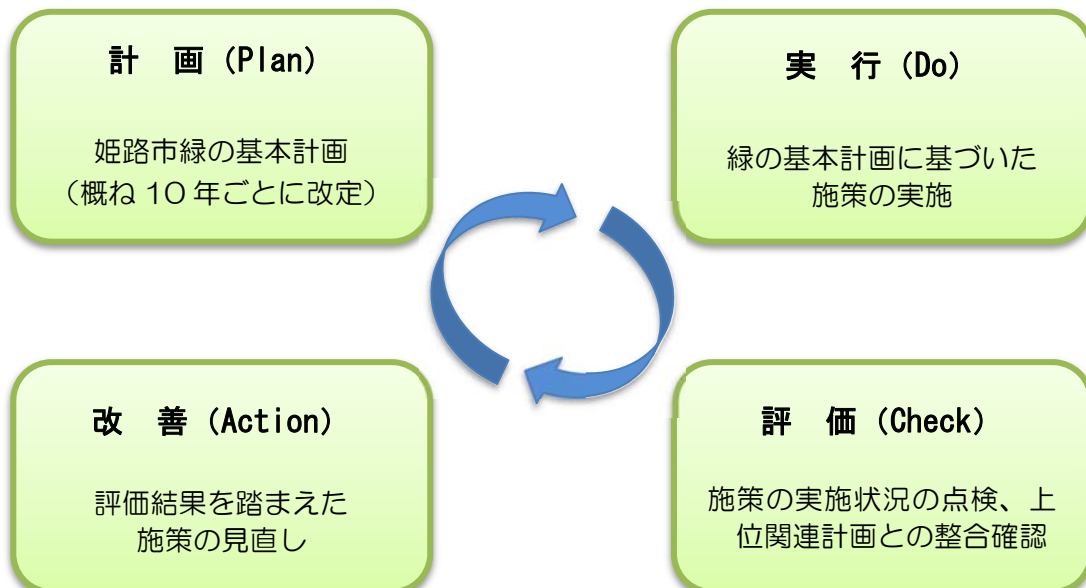 計　画（Plan）
姫路市緑の基本計画
（概ね 10 年ごとに改定）
実　行（Do）
緑の基本計画に基づいた
施策の実施
改　善（Action）
評価結果を踏まえた
施策の見直し
評　価（Check）
施策の実施状況の点検、上
位関連計画との整合確認